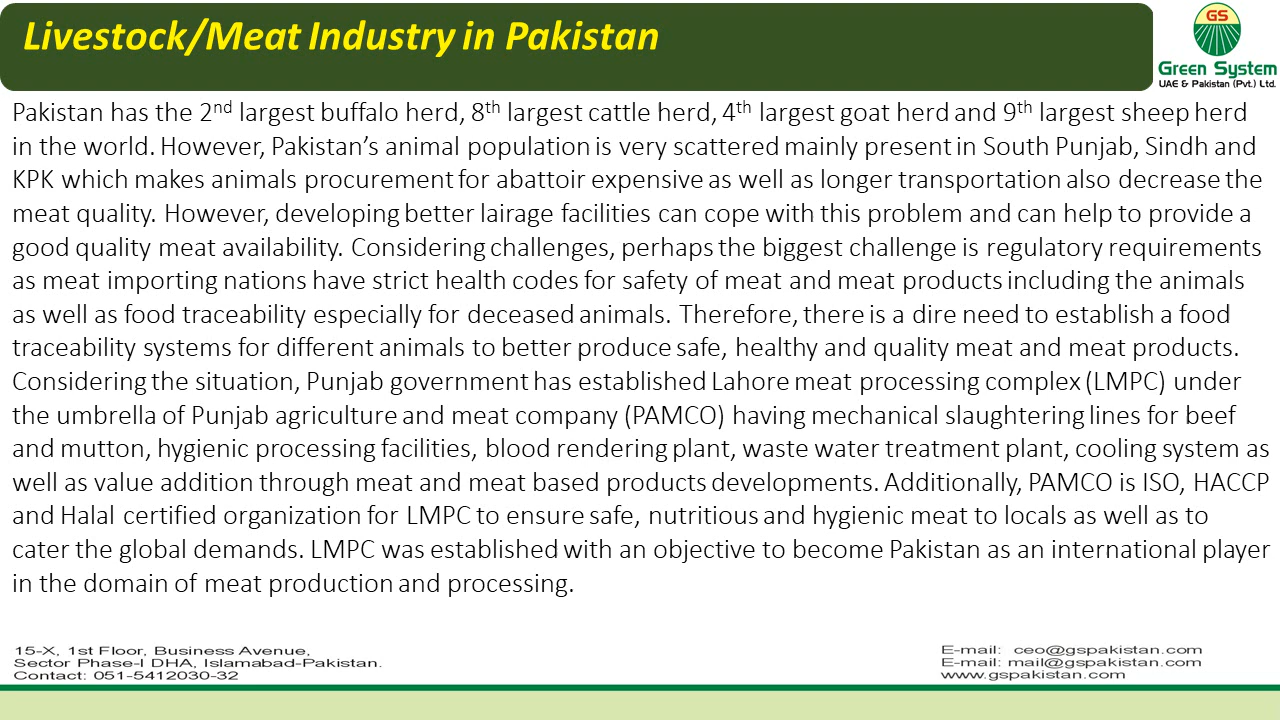 Livestock/Meat Industry in Pakistan
GS
Green System
UAE & Pakistan (Pvt.) Ltd.
Pakistan has the 2nd largest buffalo herd, 8th largest cattle herd, 4th largest goat herd and 9th largest sheep herd
in the world. However, Pakistan’s animal population is very scattered mainly present in South Punjab, Sindh and
KPK which makes animals procurement for abattoir expensive as well as longer transportation also decrease the
meat quality. However, developing better lairage facilities can cope with this problem and can help to provide a
good quality meat availability. Considering challenges, perhaps the biggest challenge is regulatory requirements
as meat importing nations have strict health codes for safety of meat and meat products including the animals
as well as food traceability especially for deceased animals. Therefore, there is a dire need to establish a food
traceability systems for different animals to better produce safe, healthy and quality meat and meat products.
Considering the situation, Punjab government has established Lahore meat processing complex (LMPC) under
the umbrella of Punjab agriculture and meat company (PAMCO) having mechanical slaughtering lines for beef
and mutton, hygienic processing facilities, blood rendering plant, waste water treatment plant, cooling system as
well as value addition through meat and meat based products developments. Additionally, PAMCO is ISO, HACCP
and Halal certified organization for LMPC to ensure safe, nutritious and hygienic meat to locals as well as to
cater the global demands. LMPC was established with an objective to become Pakistan as an international player
in the domain of meat production and processing.
15-X, 1st Floor, Business Avenue,
Sector Phase-I DHA, Islamabad-Pakistan.
Contact: 051-5412030-32
E-mail: ceo@gspakistan.com
E-mail: mail@gspakistan.com
www.gspakistan.com